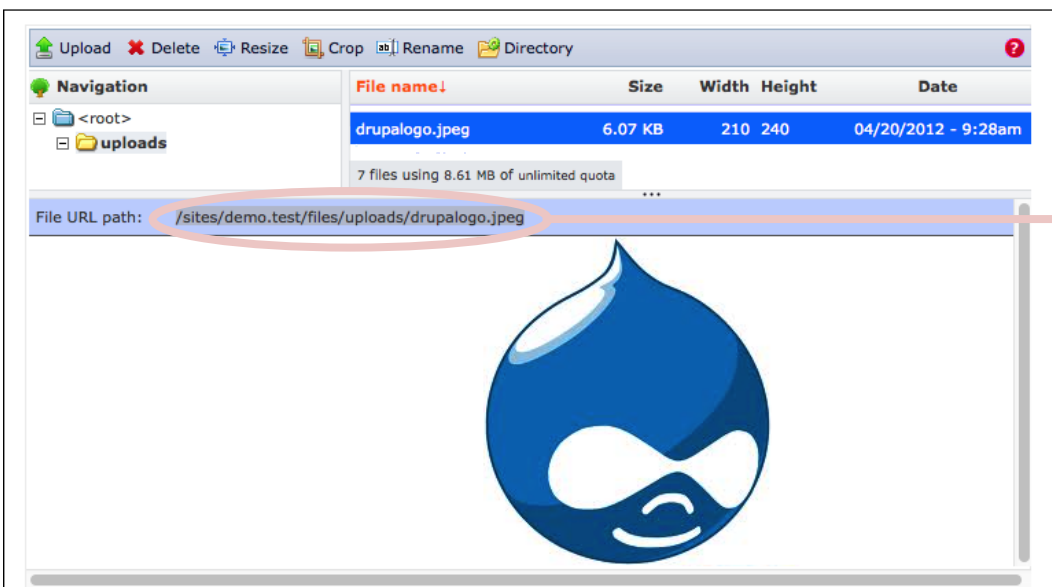 Upload Delete Resize Crop Rename Directory ?
Navigation File name↓ Size Width Height Date
<root>
drupalogo.jpeg 6.07 KB 210 240 04/20/2012 - 9:28am
uploads
7 files using 8.61 MB of unlimited quota
File URL path: /sites/demo.test/files/uploads/drupalogo.jpeg